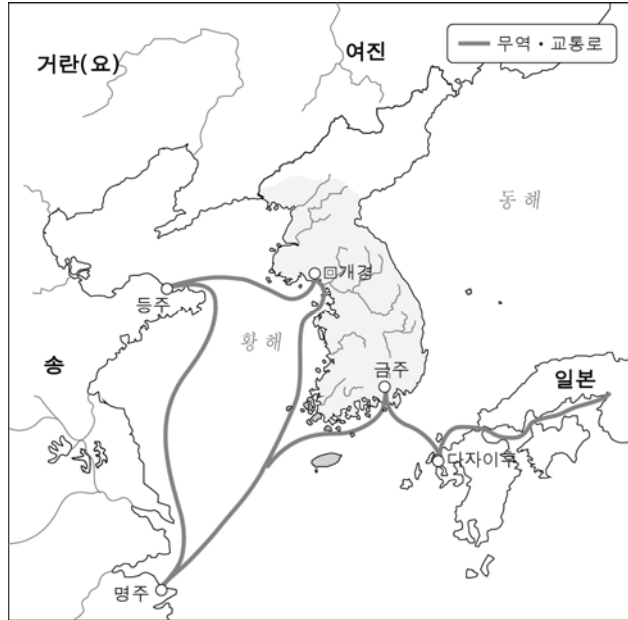 무역・교통로
거란(요)
여진
동해
개경
등주
황해
송
금주
일본
다자이후
명주